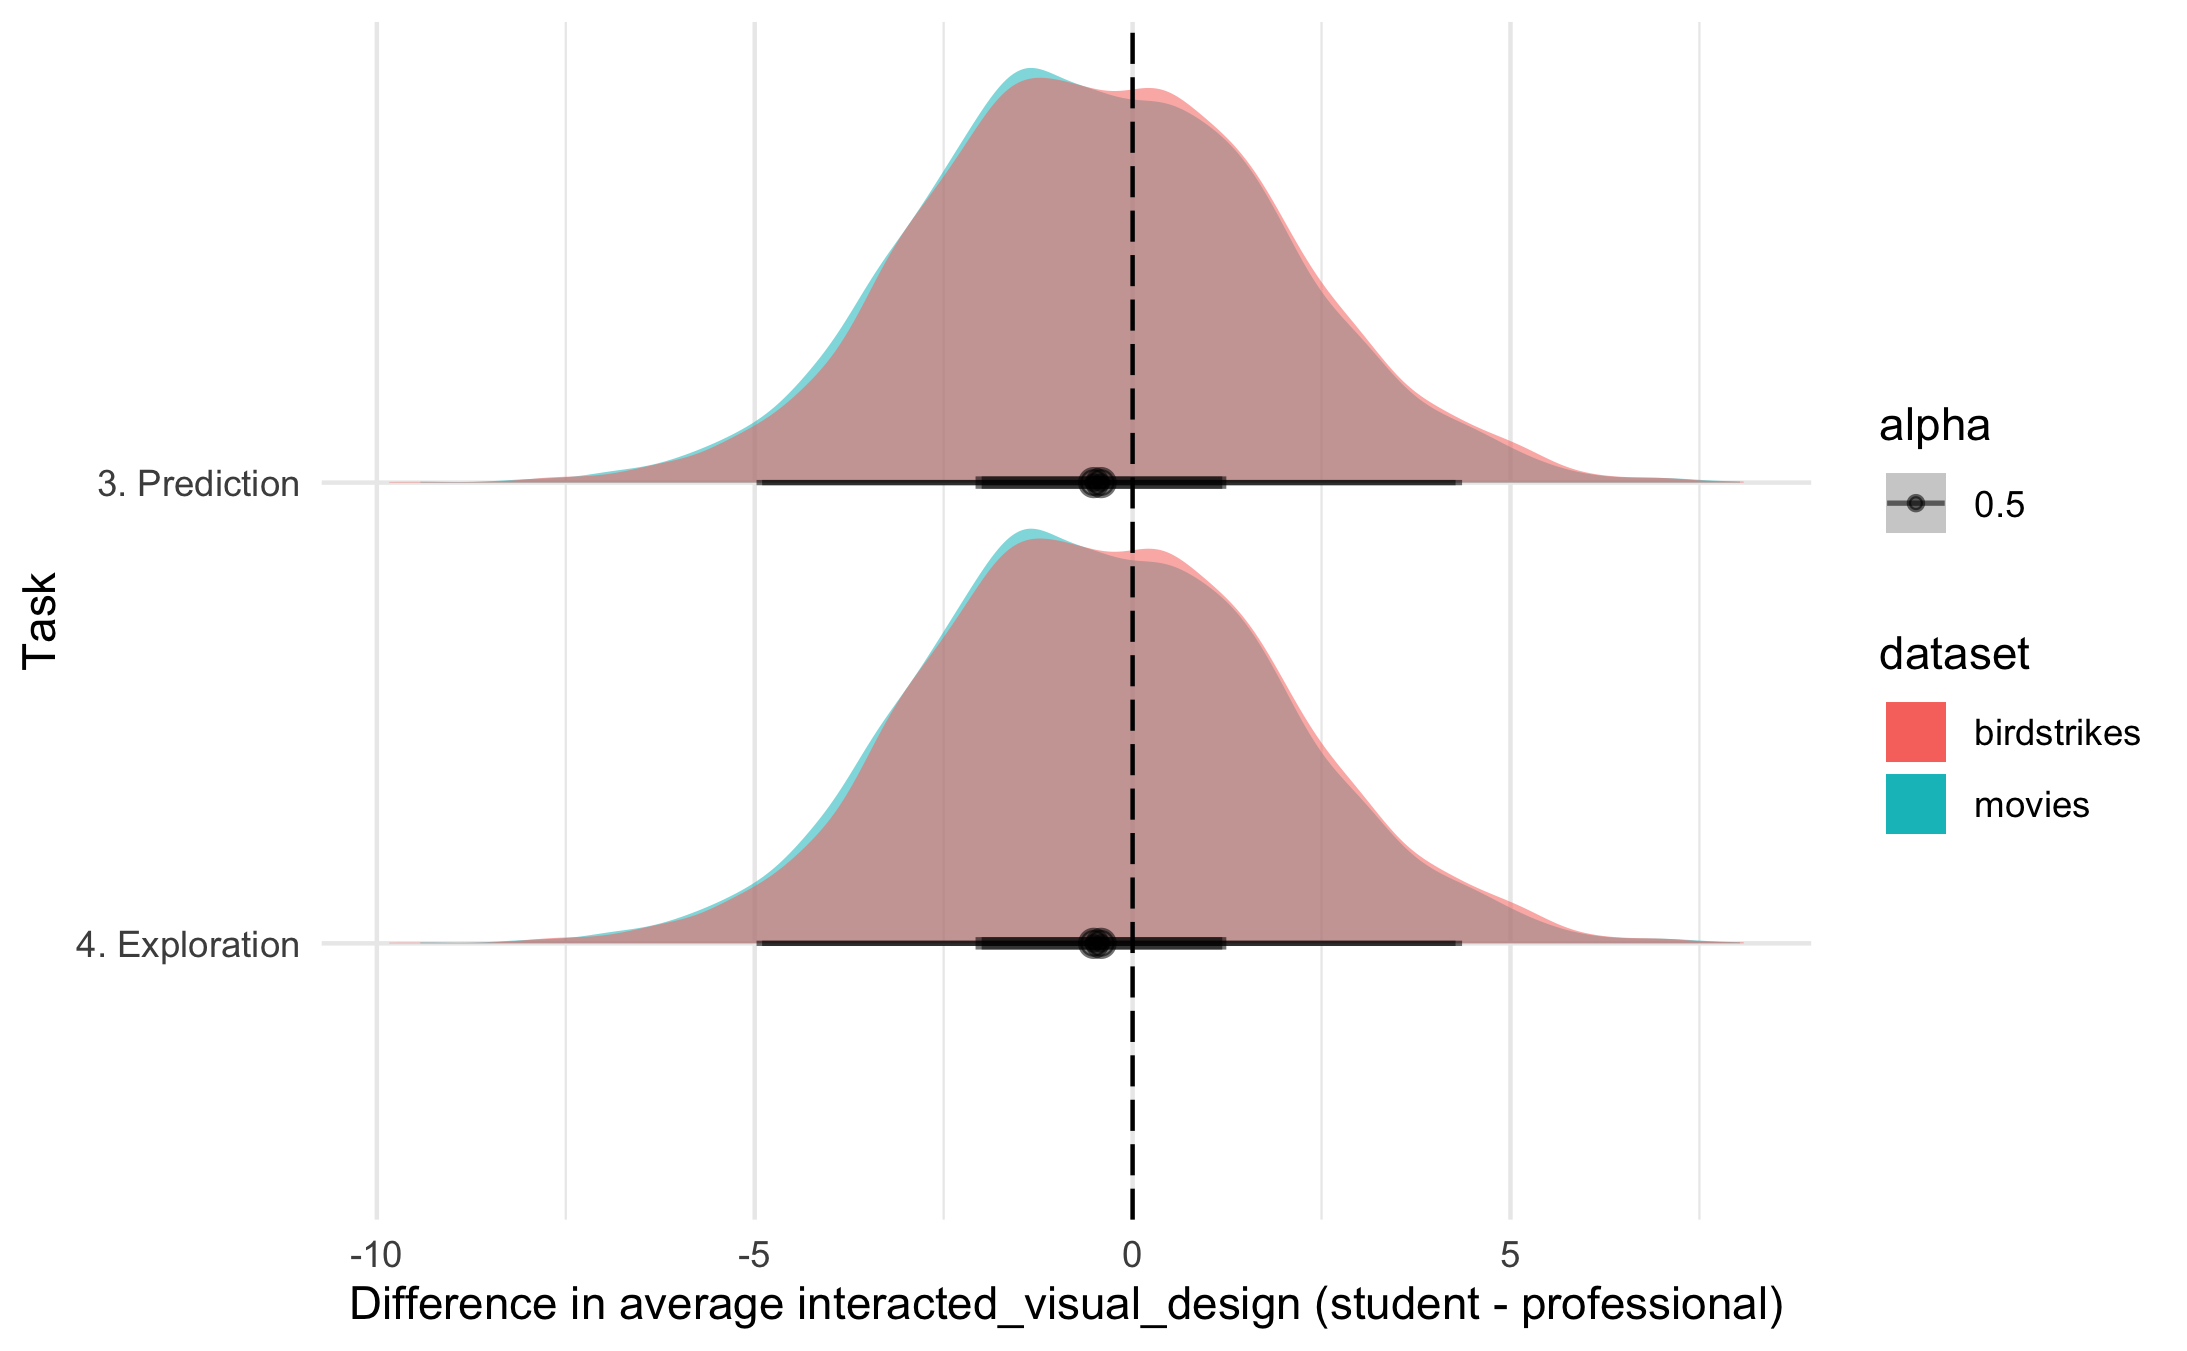 3. Prediction
4. Exploration
Task
-10
-5
0
5
Difference in average interacted_visual_design (student - professional)
alpha
0.5
dataset
birdstrikes
movies